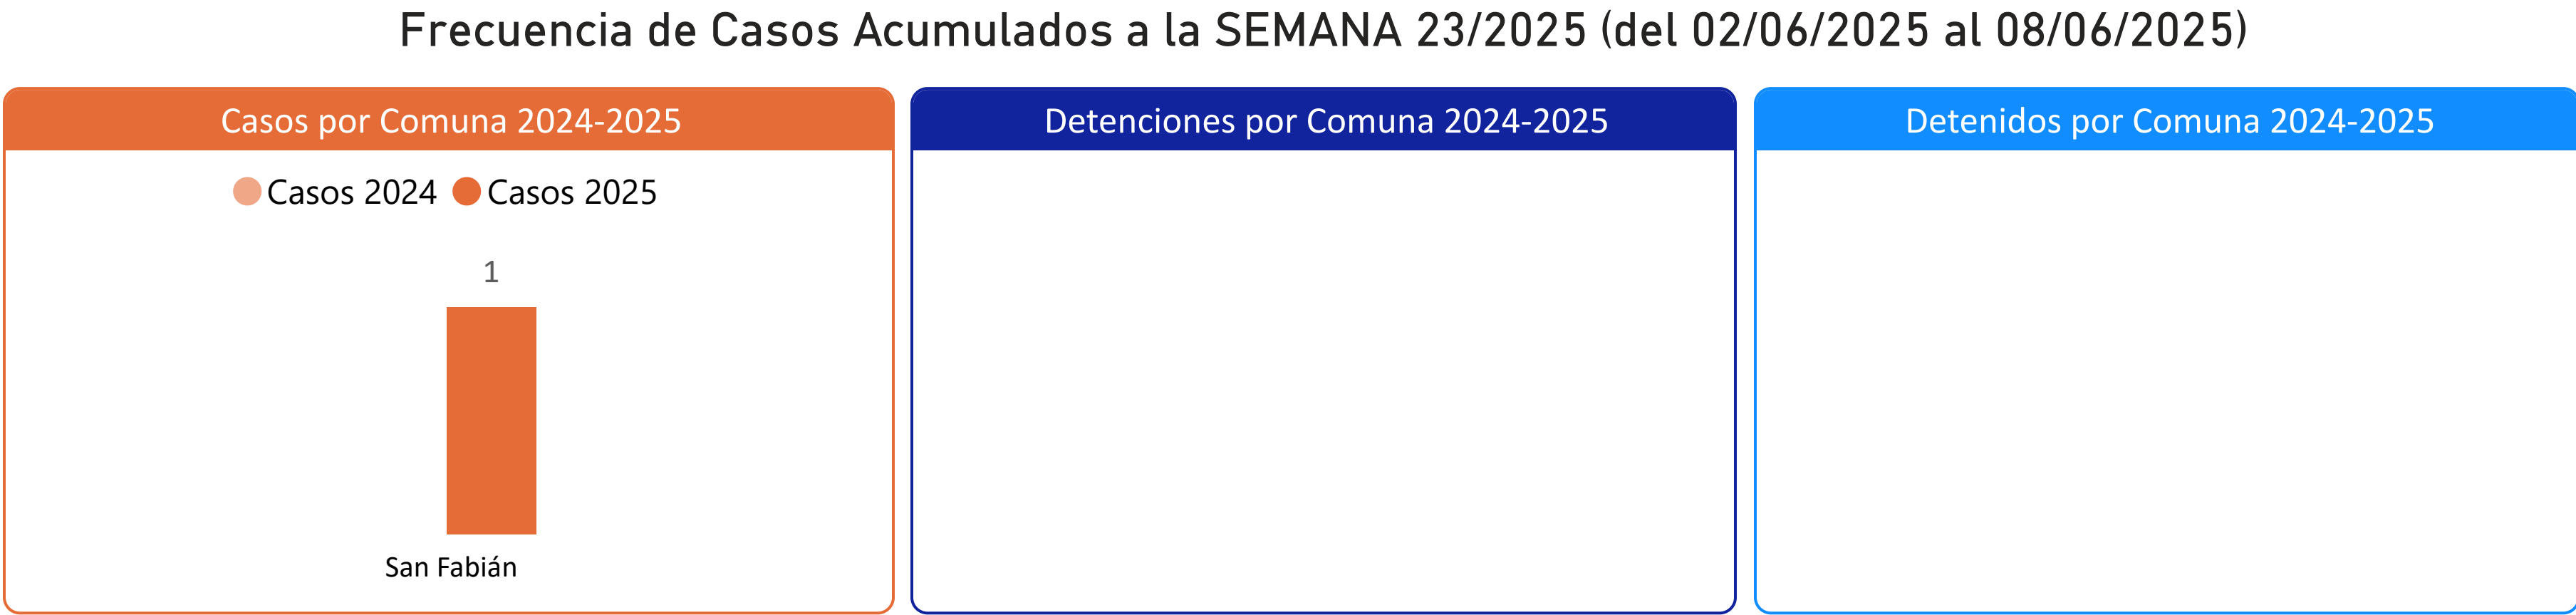 Frecuencia de Casos Acumulados a la SEMANA 23/2025 (del 02/06/2025 al 08/06/2025)
Casos por Comuna 2024-2025
Casos 2024 Casos 2025
1
San Fabián
Detenciones por Comuna 2024-2025
Detenidos por Comuna 2024-2025